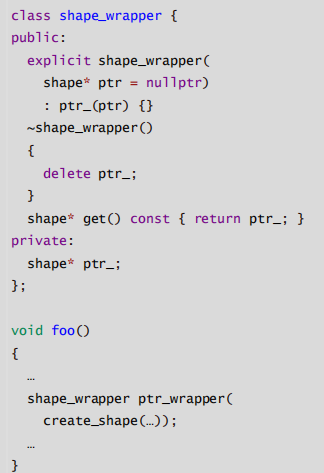 class shape_wrapper {
public:
  explicit shape_wrapper(
    shape* ptr = nullptr)
    : ptr_(ptr) {}
  ~shape_wrapper()
  {
    delete ptr_;
  }
  shape* get() const { return ptr_; }
private:
  shape* ptr_;
};

void foo()
{
  …
  shape_wrapper ptr_wrapper(
    create_shape(…));
  …
}